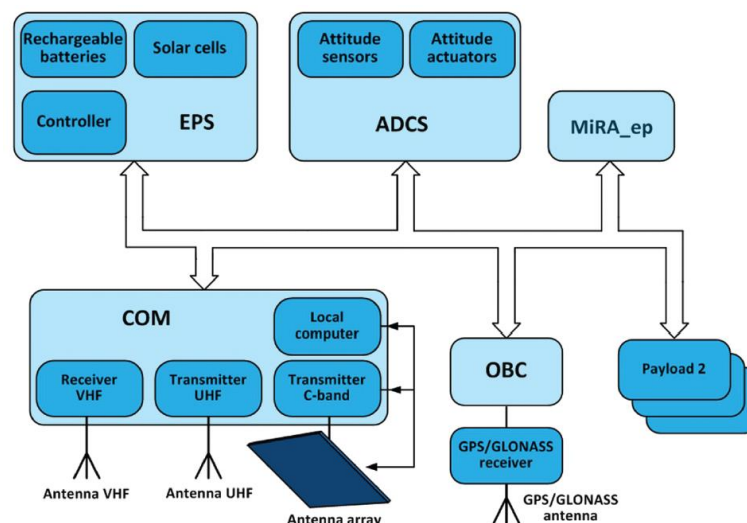 Rechargeable
batteries
Solar cells
Controller
EPS
Attitude
sensors
Attitude
actuators
ADCS
MiRA_ep
COM
Local
computer
Receiver
VHF
Transmitter
UHF
Transmitter
C-band
OBC
Payload 2
GPS/GLONASS
receiver
Antenna VHF
Antenna UHF
Antenna array
GPS/GLONASS
antenna